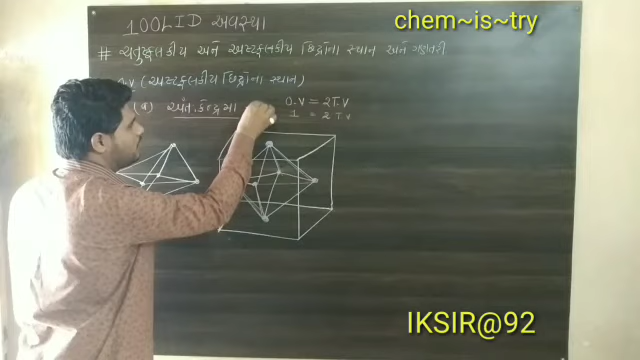 chem~is~try
100LID અવસ્થા
# ચતુષ્ફલકીય અને અષ્ટફલકીય છિદ્રોના સ્થાન અને ગણતરી
O.V (અષ્ટફલકીય છિદ્રોના સ્થાન)
(a) અંતઃકેન્દ્રમાં
O.V = 2T.V
1 = 2 T.V
IKSIR@92